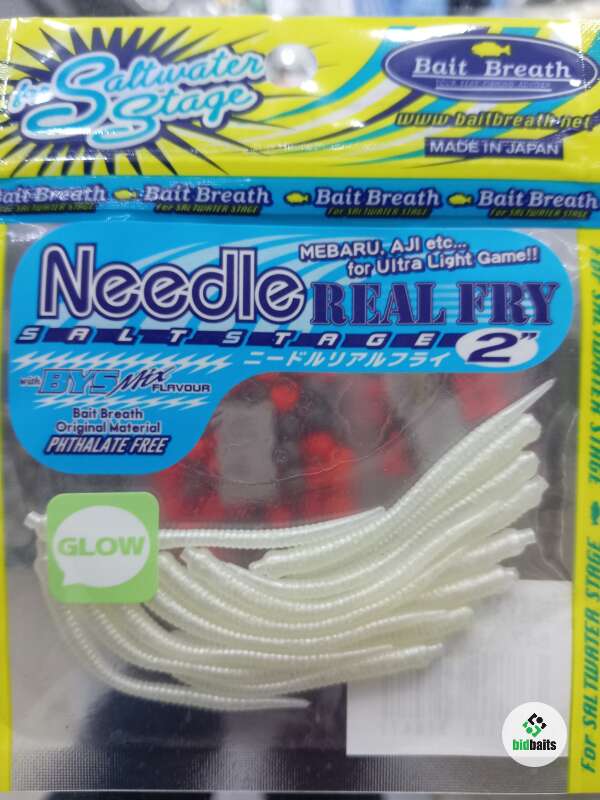 for Saltwater Stage
Bait Breath
www.baitbreath.net
MADE IN JAPAN
Bait Breath Bait Breath Bait Breath Bait Breath
For SALTWATER STAGE For SALTWATER STAGE For SALTWATER STAGE
MEBARU, AJI etc...
for Ultra Light Game!!
Needle REAL FRY
SALT STAGE 2"
ニードルリアルフライ
with BYS Mix FLAVOUR
Bait Breath
Original Material
PHTHALATE FREE
GLOW
For SALTWATER STAGE
bidbaits